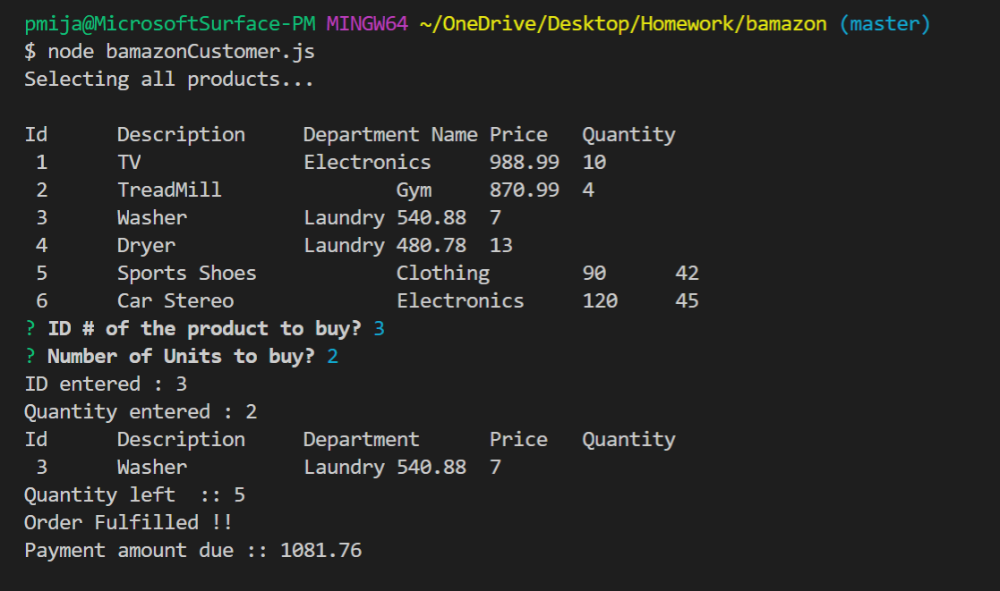 pmija@MicrosoftSurface-PM MINGW64 ~/OneDrive/Desktop/Homework/bamazon (master)
$ node bamazonCustomer.js
Selecting all products...
Id Description Department Name Price Quantity
1 TV Electronics 988.99 10
2 TreadMill Gym 870.99 4
3 Washer Laundry 540.88 7
4 Dryer Laundry 480.78 13
5 Sports Shoes Clothing 90 42
6 Car Stereo Electronics 120 45
? ID # of the product to buy? 3
? Number of Units to buy? 2
ID entered : 3
Quantity entered : 2
Id Description Department Price Quantity
3 Washer Laundry 540.88 7
Quantity left :: 5
Order Fulfilled !!
Payment amount due :: 1081.76